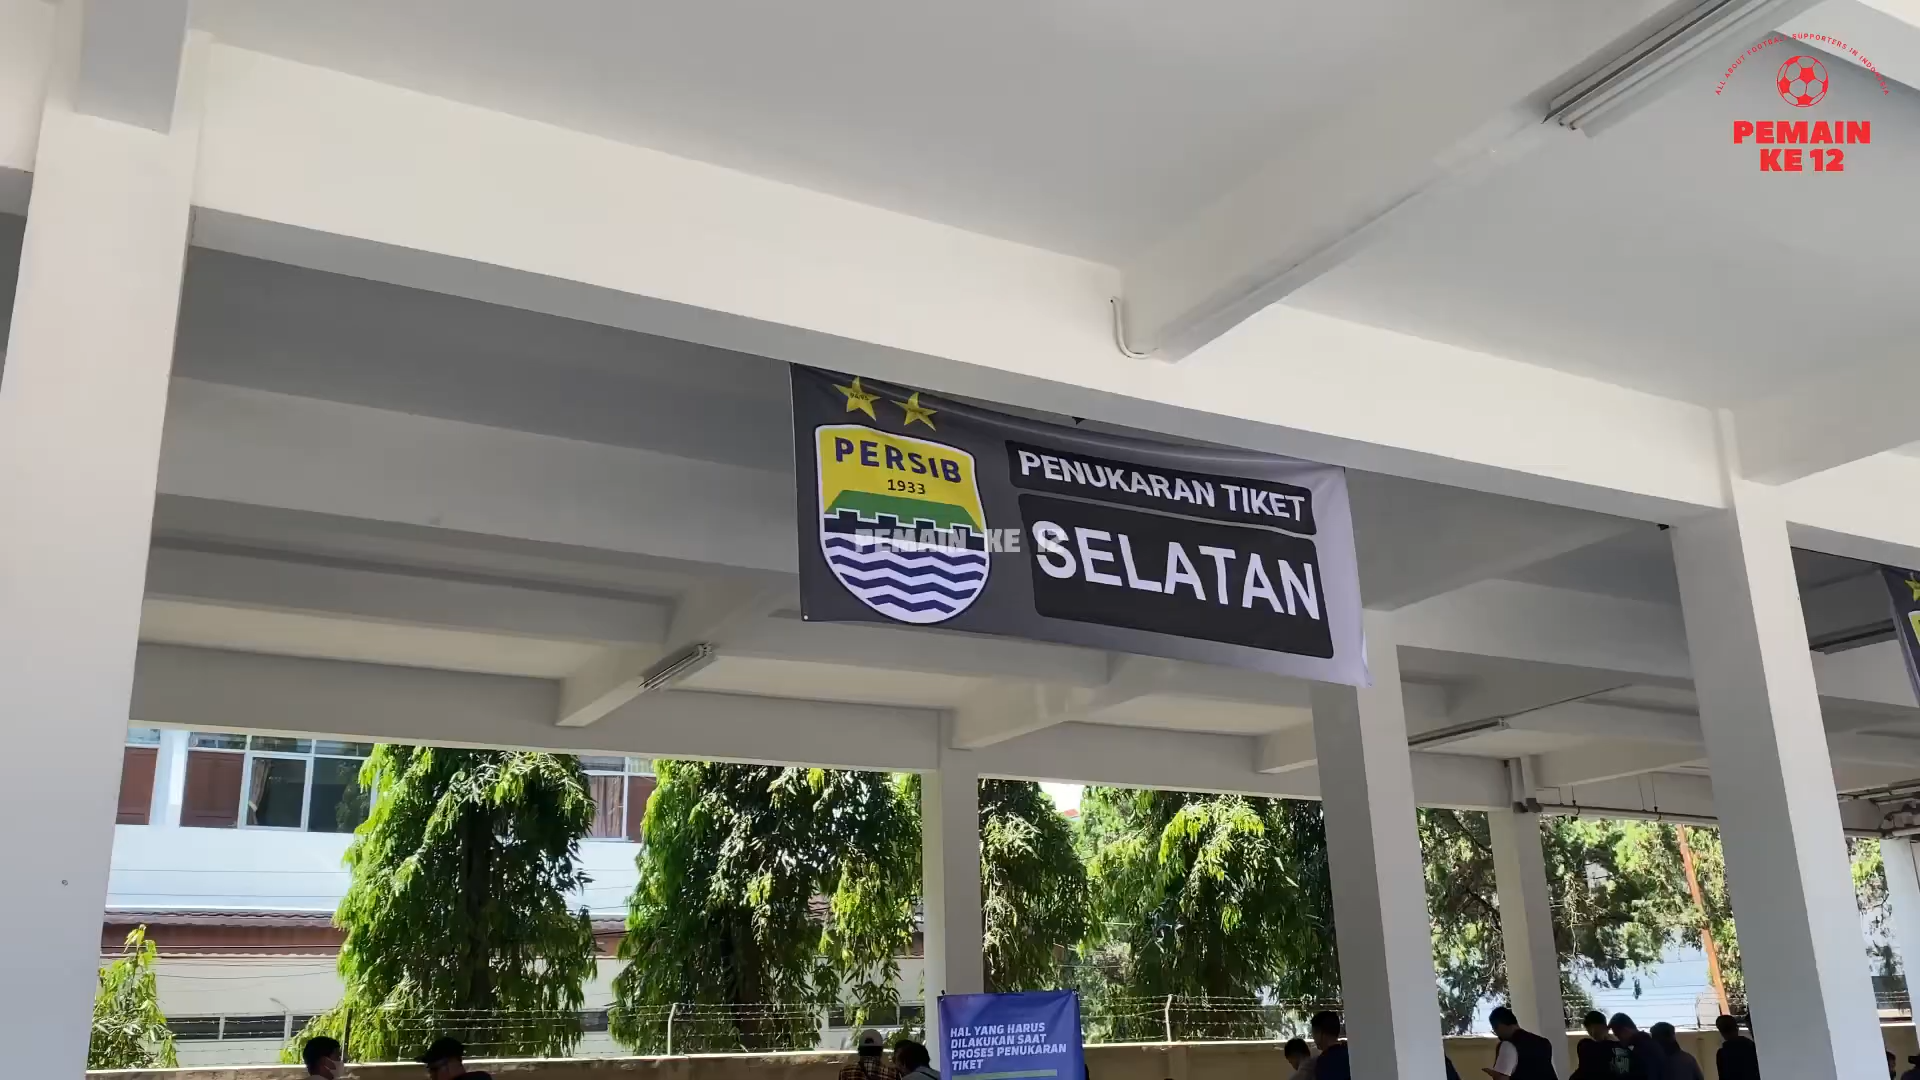 ALL ABOUT FOOTBALL SUPPORTERS IN INDONESIA
PEMAIN
KE 12
PERSIB
1933
PENUKARAN TIKET
SELATAN
PEMAIN KE 12
HAL YANG HARUS
DILAKUKAN SAAT
PROSES PENUKARAN
TIKET